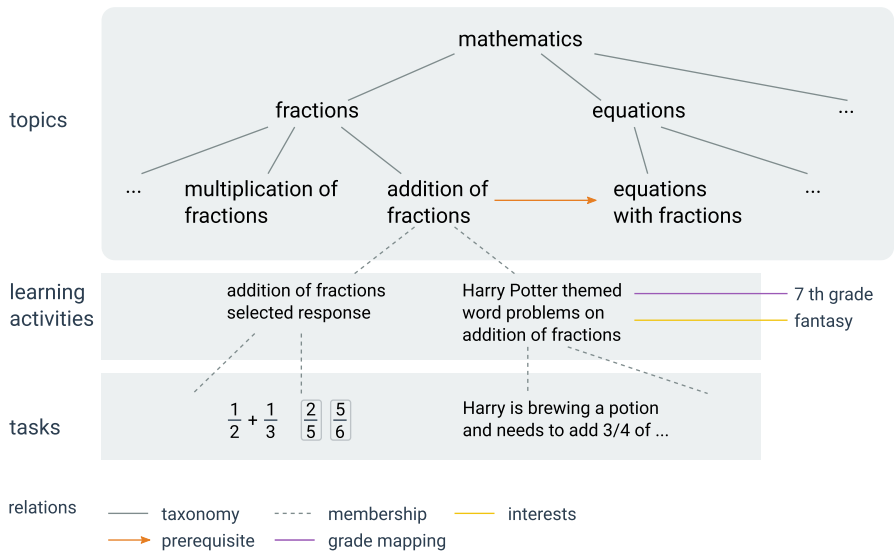 mathematics
topics
fractions
equations
...
...
multiplication of
fractions
addition of
fractions
equations
with fractions
...
learning
activities
addition of fractions
selected response
Harry Potter themed
word problems on
addition of fractions
7 th grade
fantasy
tasks
1/2 + 1/3 2/5 5/6
Harry is brewing a potion
and needs to add 3/4 of ...
relations
taxonomy
membership
interests
prerequisite
grade mapping